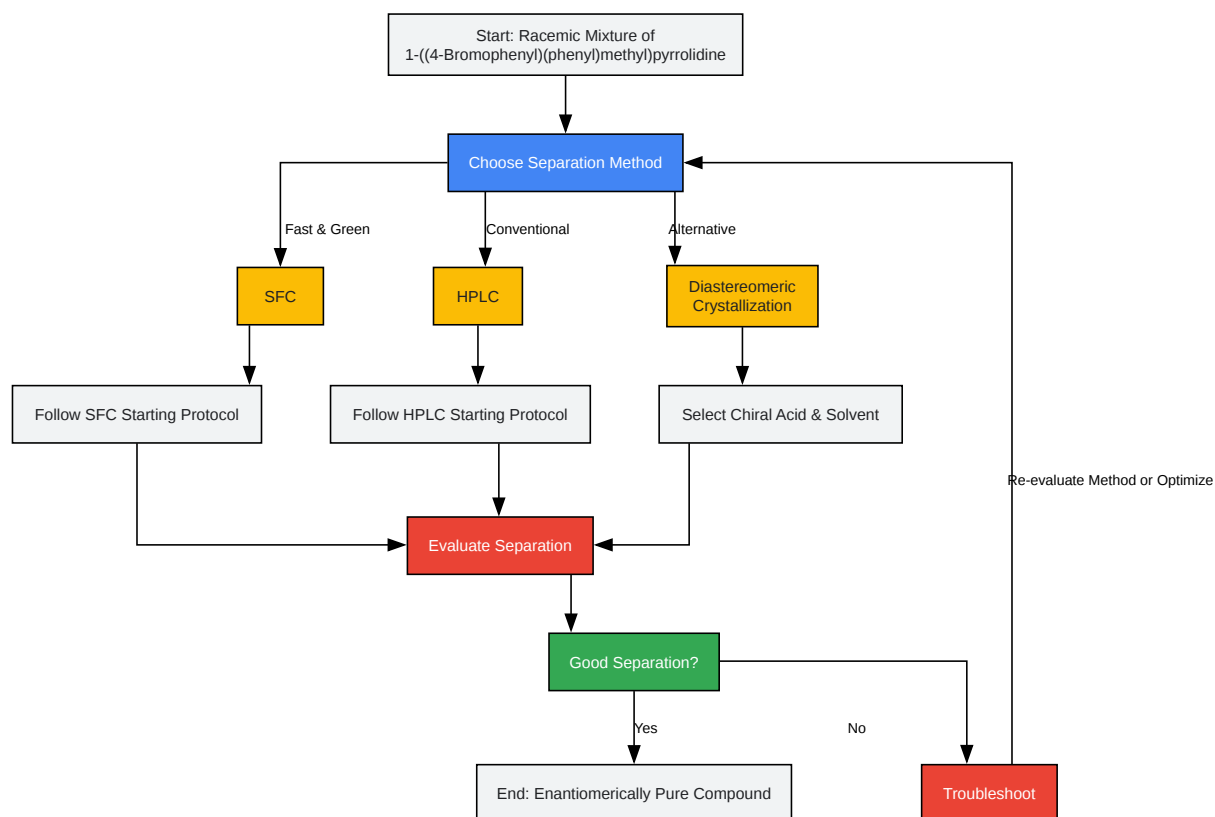 Start: Racemic Mixture of
1-((4-Bromophenyl)(phenyl)methyl)pyrrolidine
Choose Separation Method
Fast & Green
Conventional
Alternative
SFC
HPLC
Diastereomeric
Crystallization
Follow SFC Starting Protocol
Follow HPLC Starting Protocol
Select Chiral Acid & Solvent
Re-evaluate Method or Optimize
Evaluate Separation
Good Separation?
Yes
No
End: Enantiomerically Pure Compound
Troubleshoot